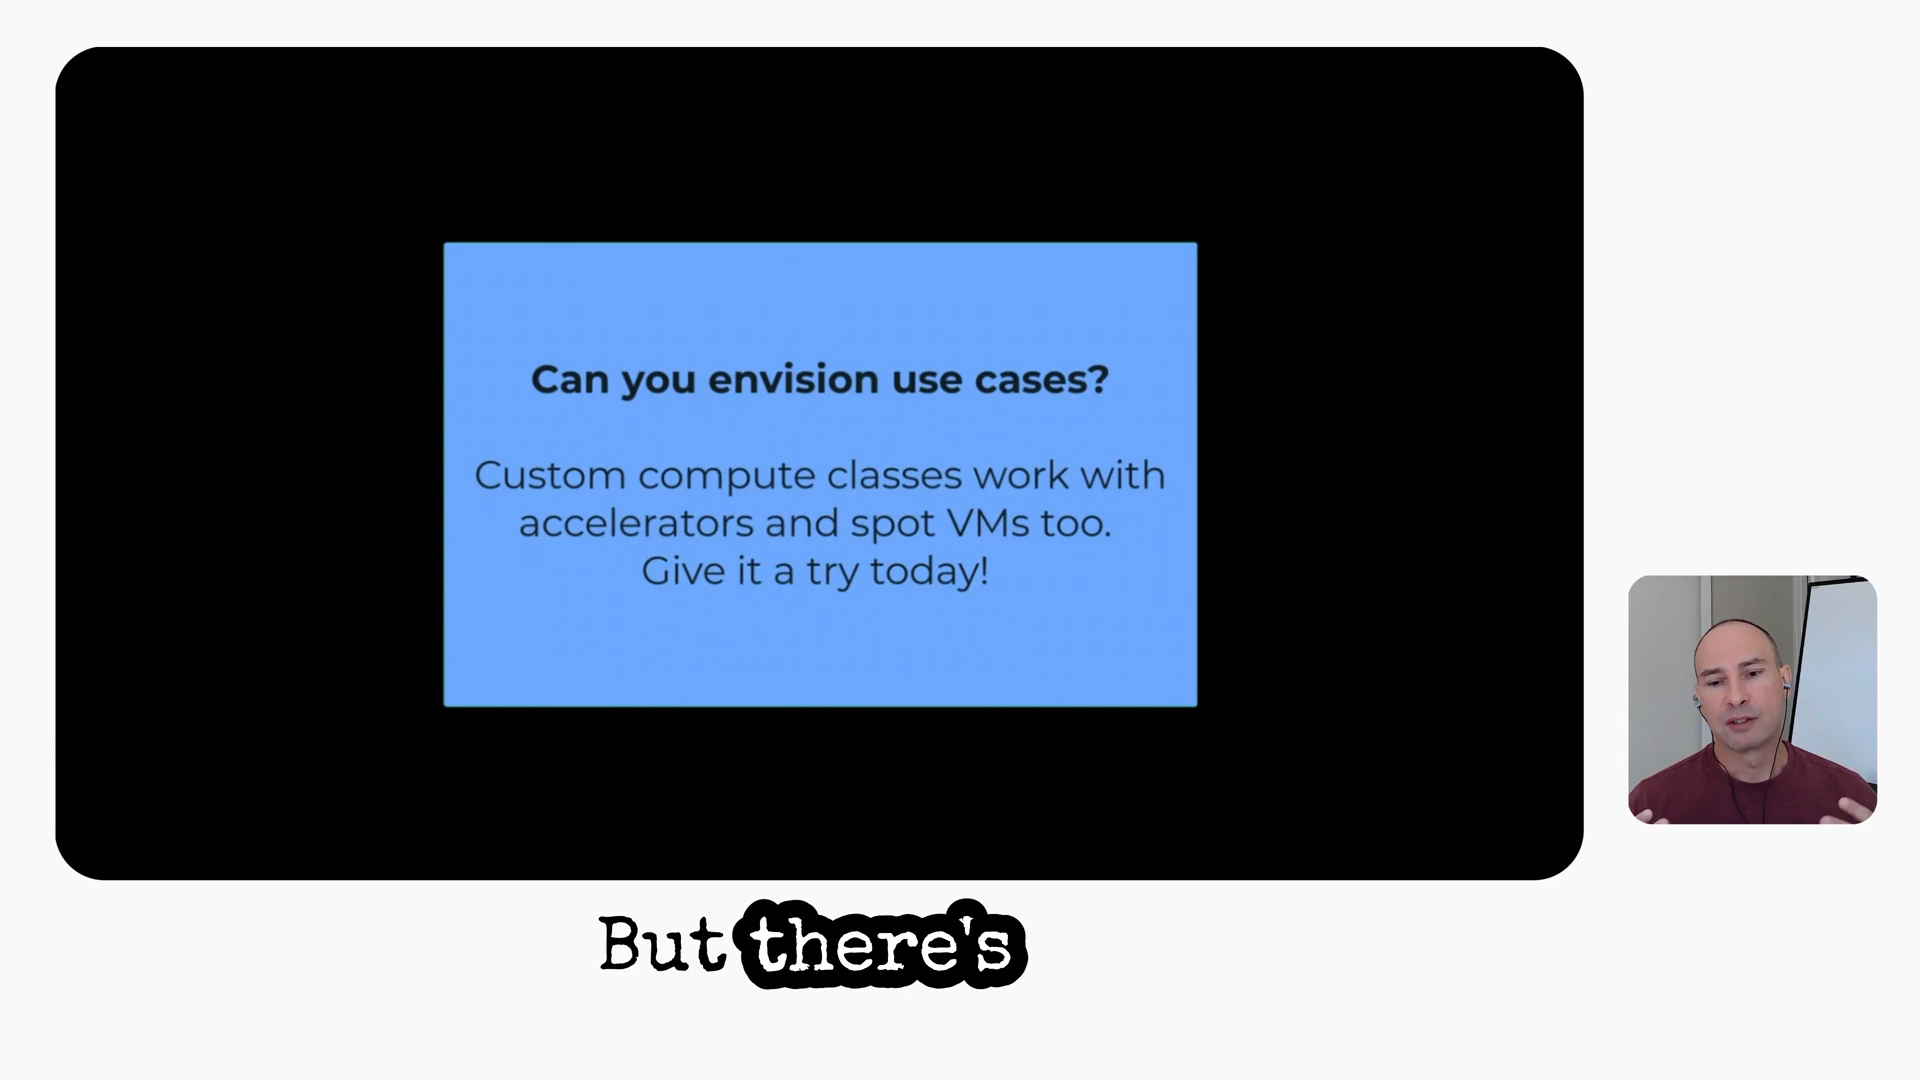 Can you envision use cases?
Custom compute classes work with
accelerators and spot VMs too.
Give it a try today!
But there's